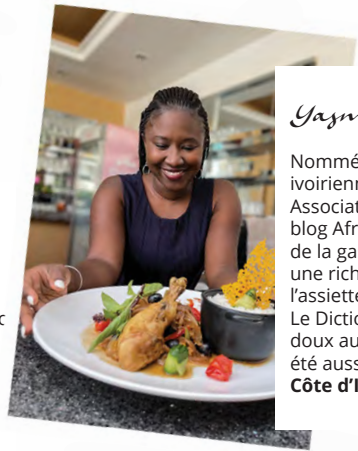 Yasm
Nommé
ivoirienn
Associat
blog Afr
de la ga
une rich
l'assiette
Le Dictio
doux au
été auss
Côte d'I